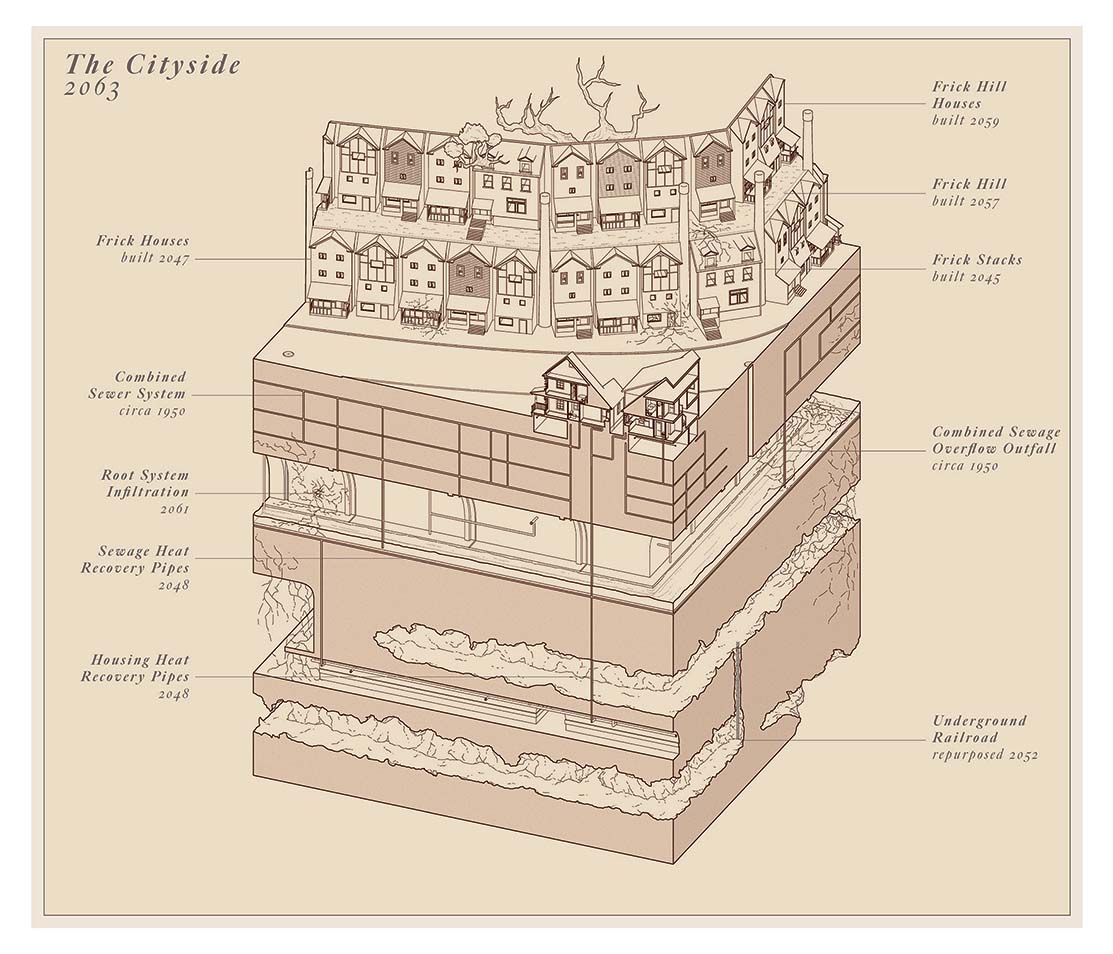 The Cityside
2063
Frick Houses
built 2047
Combined
Sewer System
circa 1950
Root System
Infiltration
2061
Sewage Heat
Recovery Pipes
2048
Housing Heat
Recovery Pipes
2048
Frick Hill
Houses
built 2059
Frick Hill
built 2057
Frick Stacks
built 2045
Combined Sewage
Overflow Outfall
circa 1950
Underground
Railroad
repurposed 2052